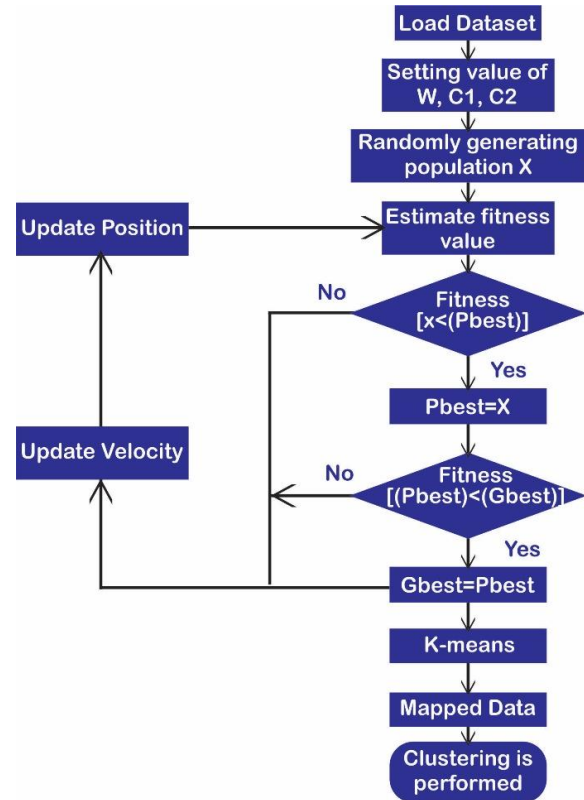 Load Dataset
Setting value of
W, C1, C2
Randomly generating
population X
Update Position
Estimate fitness
value
No
Fitness
[x<(Pbest)]
Yes
Pbest=X
Update Velocity
No
Fitness
[(Pbest)<(Gbest)]
Yes
Gbest=Pbest
K-means
Mapped Data
Clustering is
performed